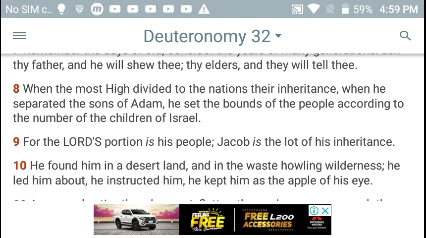 No SIM c..
59% 4:59 PM
Deuteronomy 32
thy father, and he will shew thee; thy elders, and they will tell thee.
8 When the most High divided to the nations their inheritance, when he
separated the sons of Adam, he set the bounds of the people according to
the number of the children of Israel.
9 For the LORD'S portion is his people; Jacob is the lot of his inheritance.
10 He found him in a desert land, and in the waste howling wilderness; he
led him about, he instructed him, he kept him as the apple of his eye.
FEELING
FREE
FREE L200
ACCESSORIES